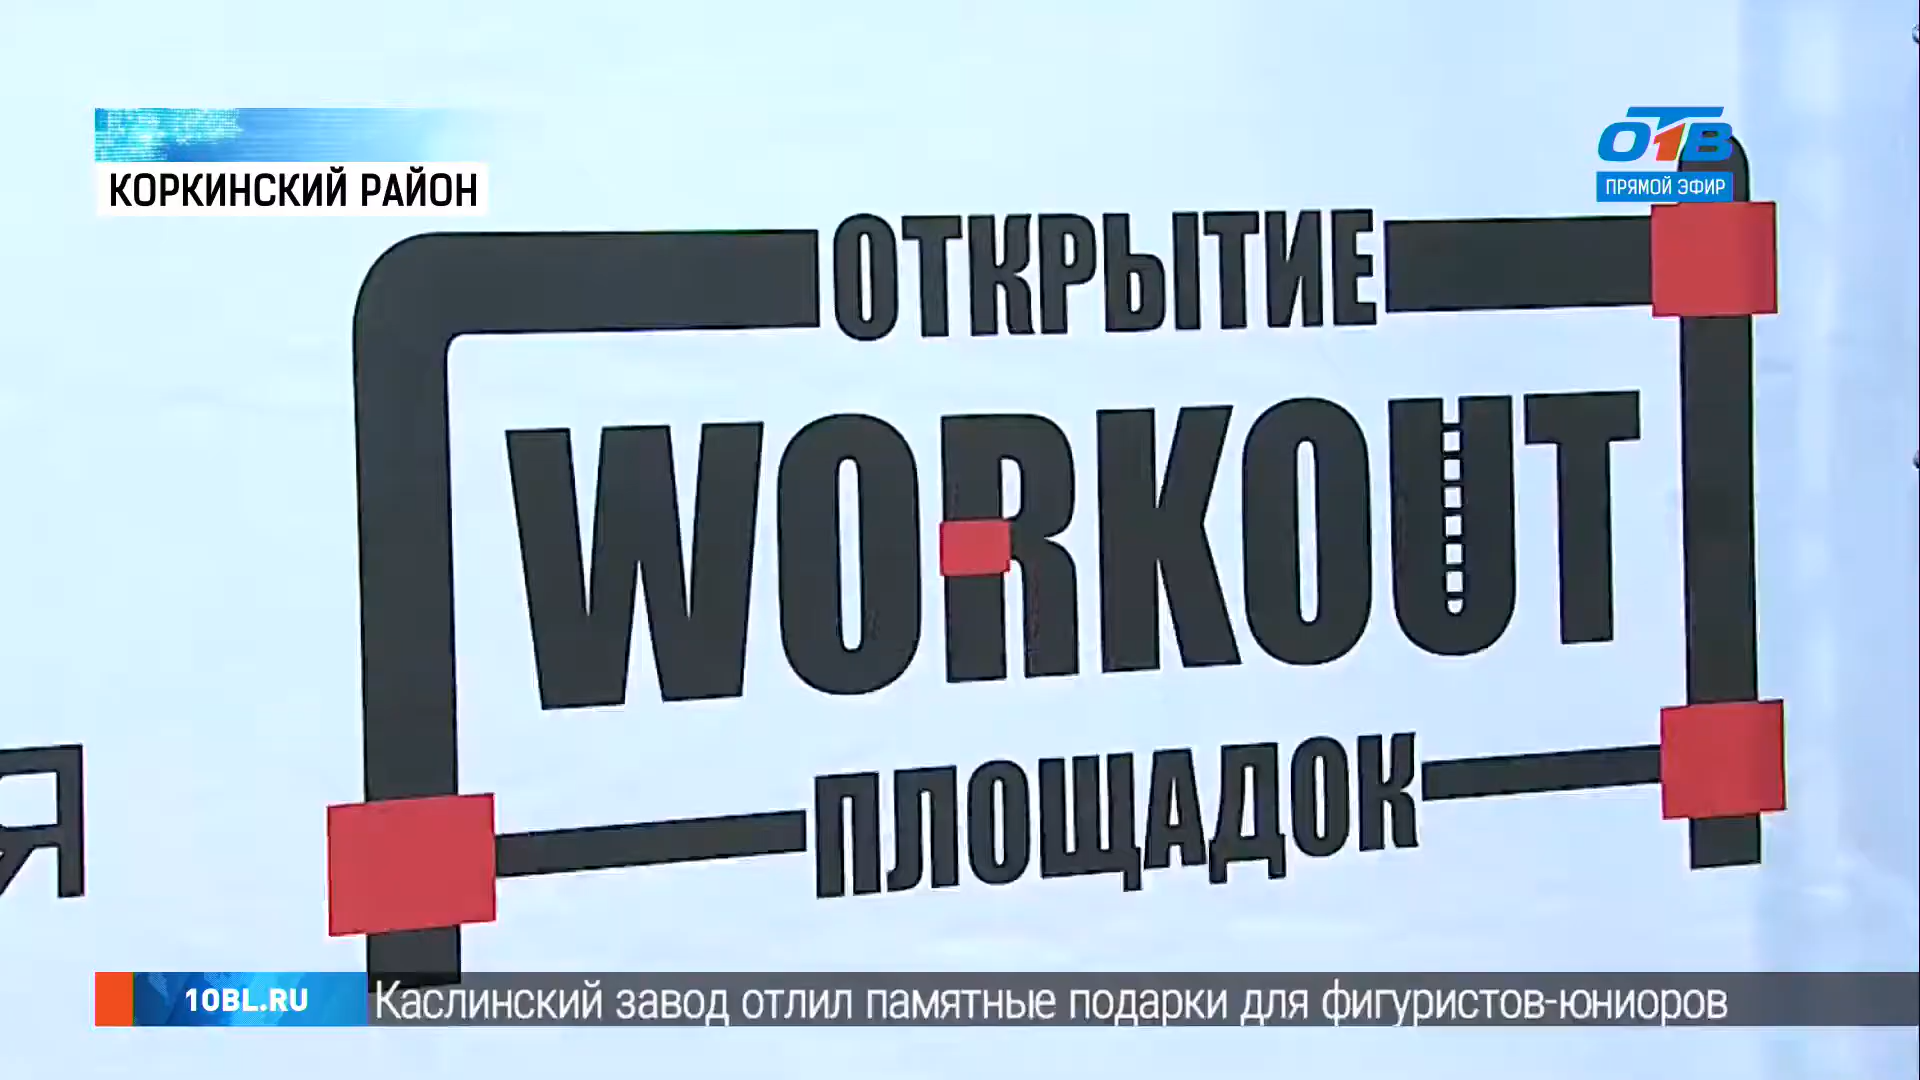 КОРКИНСКИЙ РАЙОН
ОТВ
ПРЯМОЙ ЭФИР
ОТКРЫТИЕ
WORKOUT
ПЛОЩАДОК
Я
10BL.RU
Каслинский завод отлил памятные подарки для фигуристов-юниоров